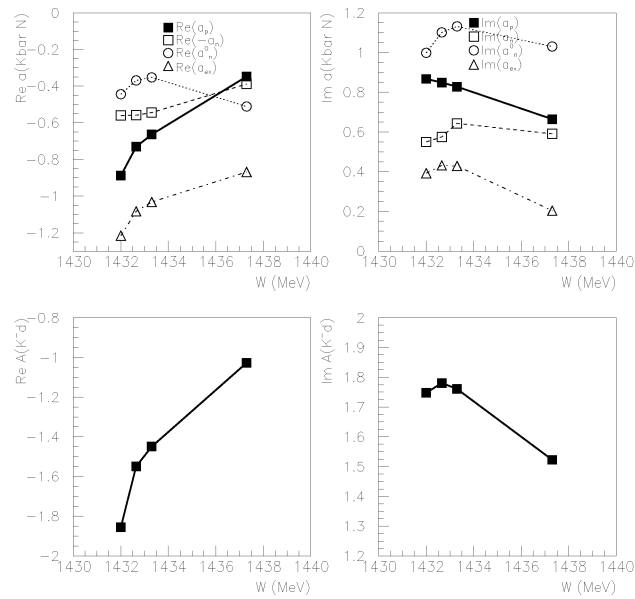 Re a(Kbar N)
0
−0.2
−0.4
−0.6
−0.8
−1
−1.2
Re(a_p)
Re(−a_n)
Re(a^0_n)
Re(a_ex)
1430 1432 1434 1436 1438 1440
W (MeV)
Im a(Kbar N)
1.2
1
0.8
0.6
0.4
0.2
0
Im(a_p)
Im(a_n)
Im(a^0_n)
Im(a_ex)
1430 1432 1434 1436 1438 1440
W (MeV)
Re A(K⁻d)
−0.8
−1
−1.2
−1.4
−1.6
−1.8
−2
1430 1432 1434 1436 1438 1440
W (MeV)
Im A(K⁻d)
2
1.9
1.8
1.7
1.6
1.5
1.4
1.3
1.2
1430 1432 1434 1436 1438 1440
W (MeV)